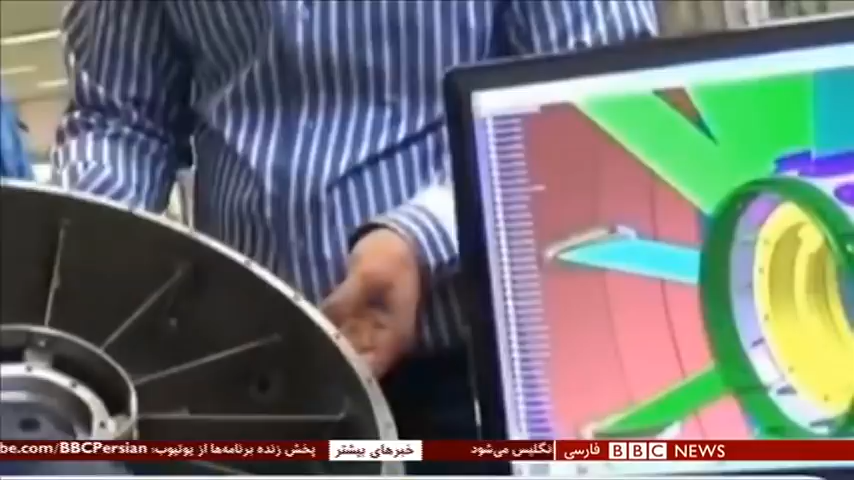 be.com/BBCPersian پخش زنده برنامه‌ها از یوتیوب: خبرهای بیشتر انگلیس می‌شود BBC NEWS فارسی